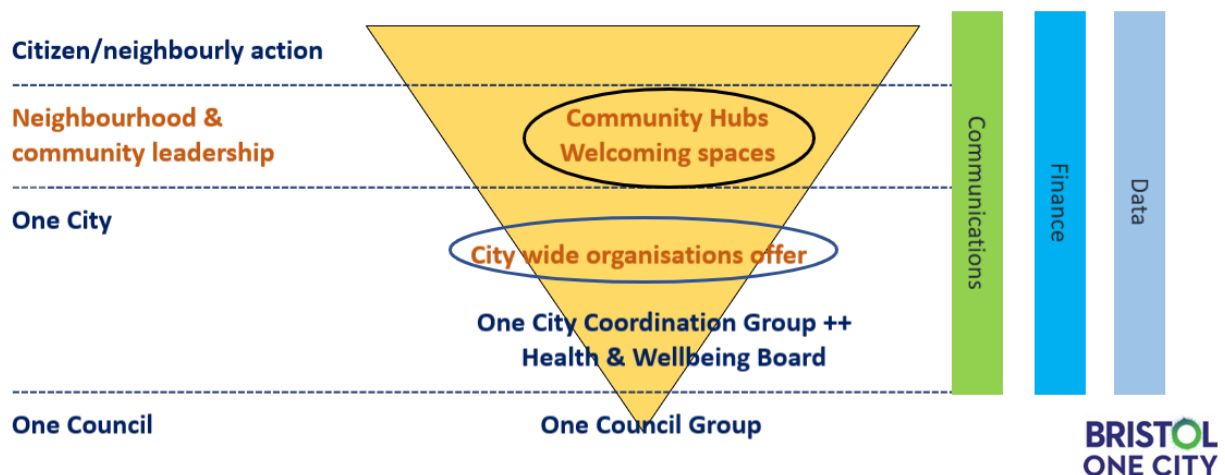 Citizen/neighbourly action
Neighbourhood &
community leadership
Community Hubs
Welcoming spaces
One City
City wide organisations offer
One City Coordination Group ++
Health & Wellbeing Board
One Council
One Council Group
Communications
Finance
Data
BRISTOL
ONE CITY